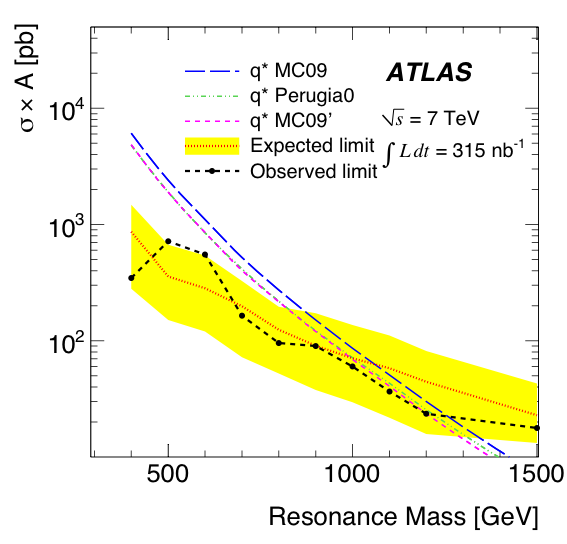 σ × A [pb]
10⁴
10³
10²
q* MC09
q* Perugia0
q* MC09'
Expected limit
Observed limit
ATLAS
√s = 7 TeV
∫ L dt = 315 nb⁻¹
500
1000
1500
Resonance Mass [GeV]